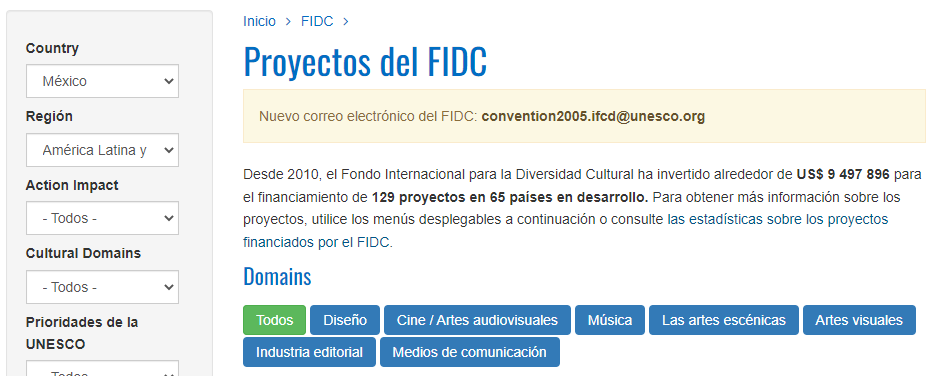 Country
México
Región
América Latina y
Action Impact
- Todos -
Cultural Domains
- Todos -
Prioridades de la
UNESCO
- Todos -
Inicio > FIDC >
Proyectos del FIDC
Nuevo correo electrónico del FIDC: convention2005.ifcd@unesco.org
Desde 2010, el Fondo Internacional para la Diversidad Cultural ha invertido alrededor de US$ 9 497 896 para
el financiamiento de 129 proyectos en 65 países en desarrollo. Para obtener más información sobre los
proyectos, utilice los menús desplegables a continuación o consulte las estadísticas sobre los proyectos
financiados por el FIDC.
Domains
Todos Diseño Cine / Artes audiovisuales Música Las artes escénicas Artes visuales
Industria editorial Medios de comunicación